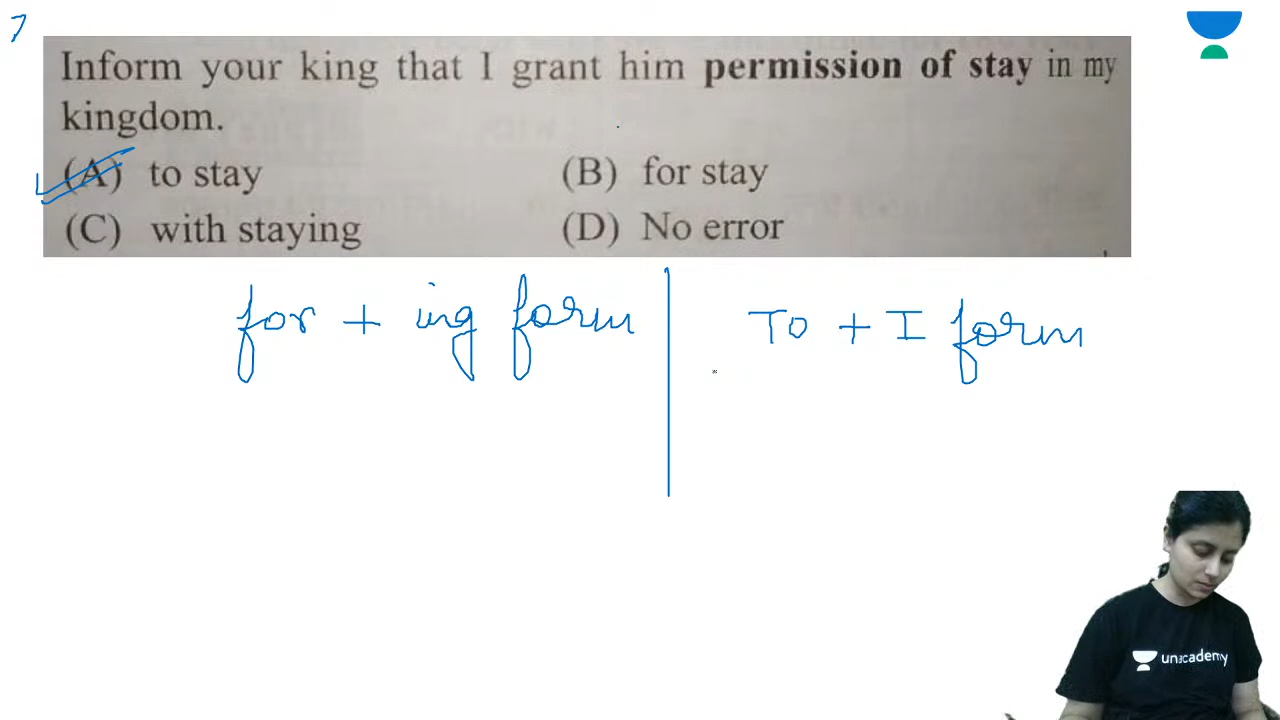 7
Inform your king that I grant him permission of stay in my
kingdom.
(A) to stay (B) for stay
(C) with staying (D) No error
for + ing form
To + I form
unacademy